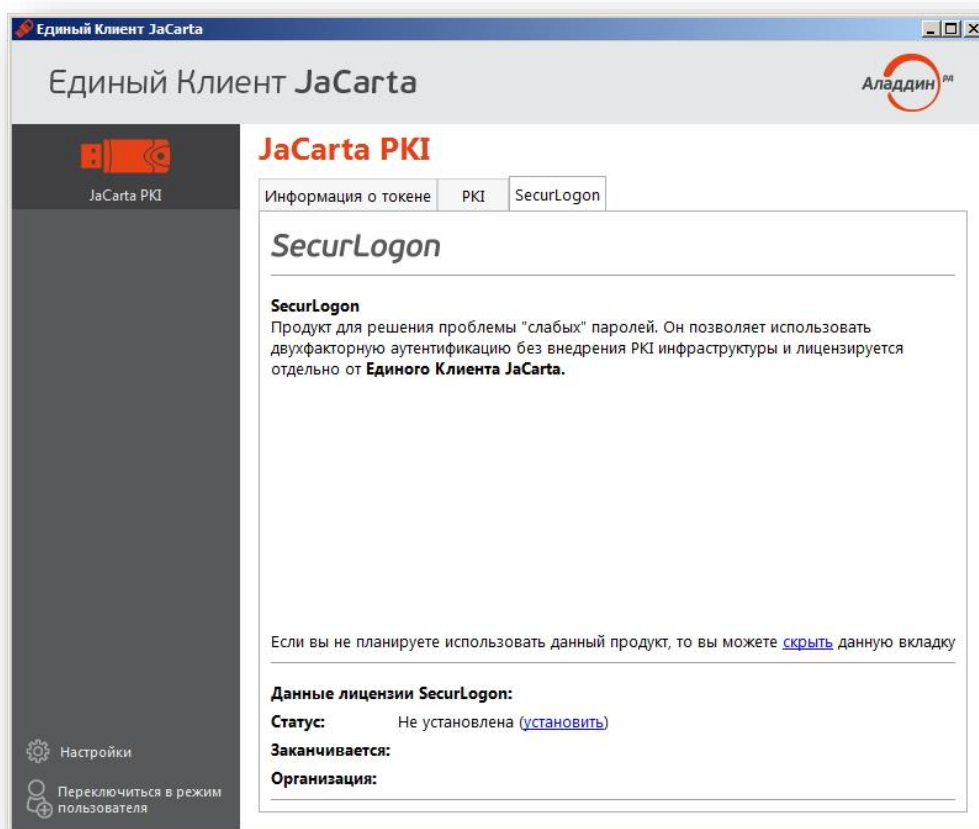 Единый Клиент JaCarta
Единый Клиент JaCarta
Аладдин РД
JaCarta PKI
JaCarta PKI
Информация о токене
PKI
SecurLogon
SecurLogon
SecurLogon
Продукт для решения проблемы "слабых" паролей. Он позволяет использовать
двухфакторную аутентификацию без внедрения PKI инфраструктуры и лицензируется
отдельно от Единого Клиента JaCarta.
Если вы не планируете использовать данный продукт, то вы можете скрыть данную вкладку
Данные лицензии SecurLogon:
Статус: Не установлена (установить)
Заканчивается:
Организация:
Настройки
Переключиться в режим
пользователя